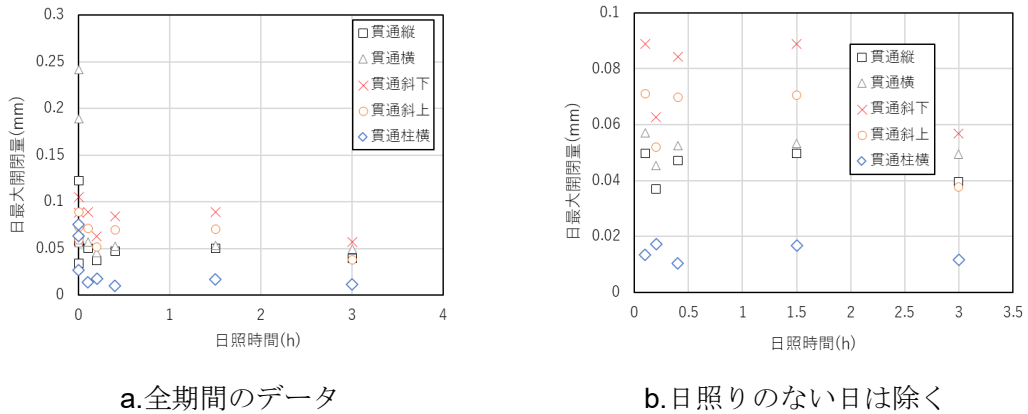 0.3
0.25
0.2
0.15
0.1
0.05
0
日最大開閉量(mm)
貫通縦
貫通横
貫通斜下
貫通斜上
貫通柱横
0 1 2 3 4
日照時間(h)
a.全期間のデータ
0.1
0.08
0.06
0.04
0.02
0
日最大開閉量(mm)
貫通縦
貫通横
貫通斜下
貫通斜上
貫通柱横
0 0.5 1 1.5 2 2.5 3 3.5
日照時間(h)
b.日照りのない日は除く